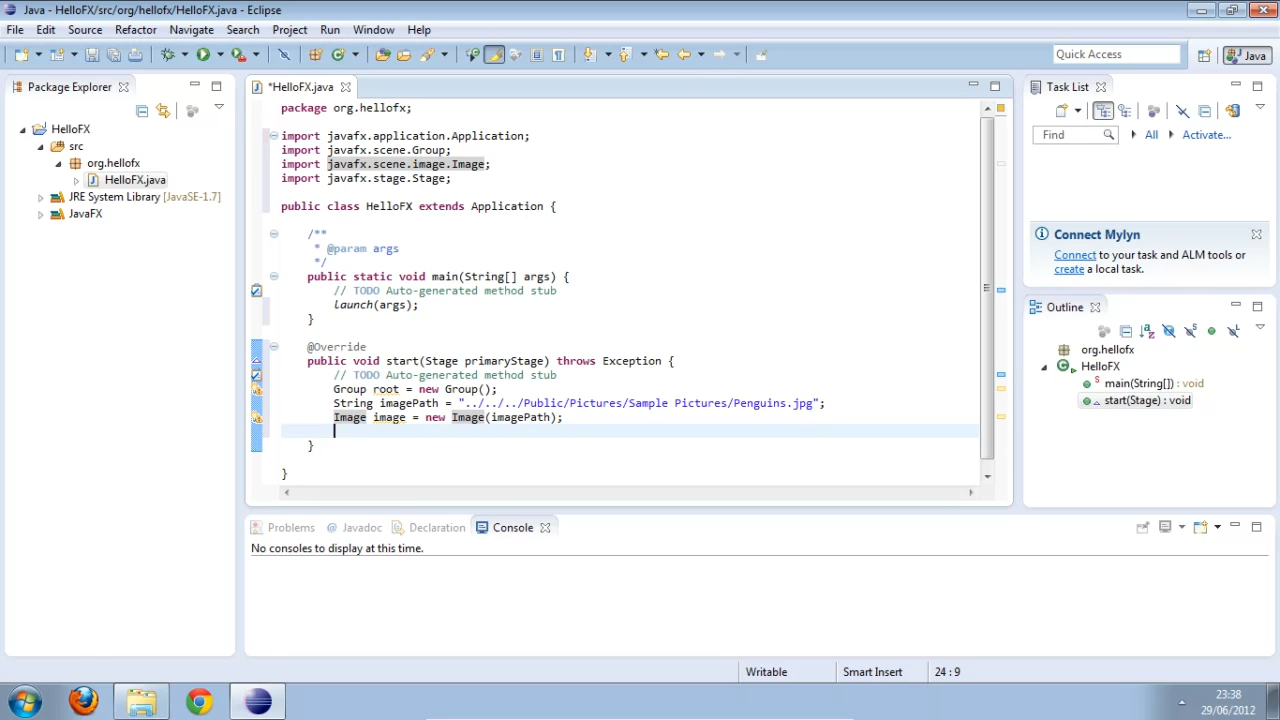 Java - HelloFX/src/org/hellofx/HelloFX.java - Eclipse
File Edit Source Refactor Navigate Search Project Run Window Help
Quick Access
Java
Package Explorer
HelloFX
src
org.hellofx
HelloFX.java
JRE System Library [JavaSE-1.7]
JavaFX
*HelloFX.java
package org.hellofx;
import javafx.application.Application;
import javafx.scene.Group;
import javafx.scene.image.Image;
import javafx.stage.Stage;
public class HelloFX extends Application {
/**
* @param args
*/
public static void main(String[] args) {
// TODO Auto-generated method stub
launch(args);
}
@Override
public void start(Stage primaryStage) throws Exception {
// TODO Auto-generated method stub
Group root = new Group();
String imagePath = "../../../Public/Pictures/Sample Pictures/Penguins.jpg";
Image image = new Image(imagePath);
}
}
Task List
Find
All
Activate...
Connect Mylyn
Connect to your task and ALM tools or
create a local task.
Outline
org.hellofx
HelloFX
main(String[]) : void
start(Stage) : void
Problems @ Javadoc Declaration Console
No consoles to display at this time.
Writable Smart Insert 24 : 9
23:38
29/06/2012